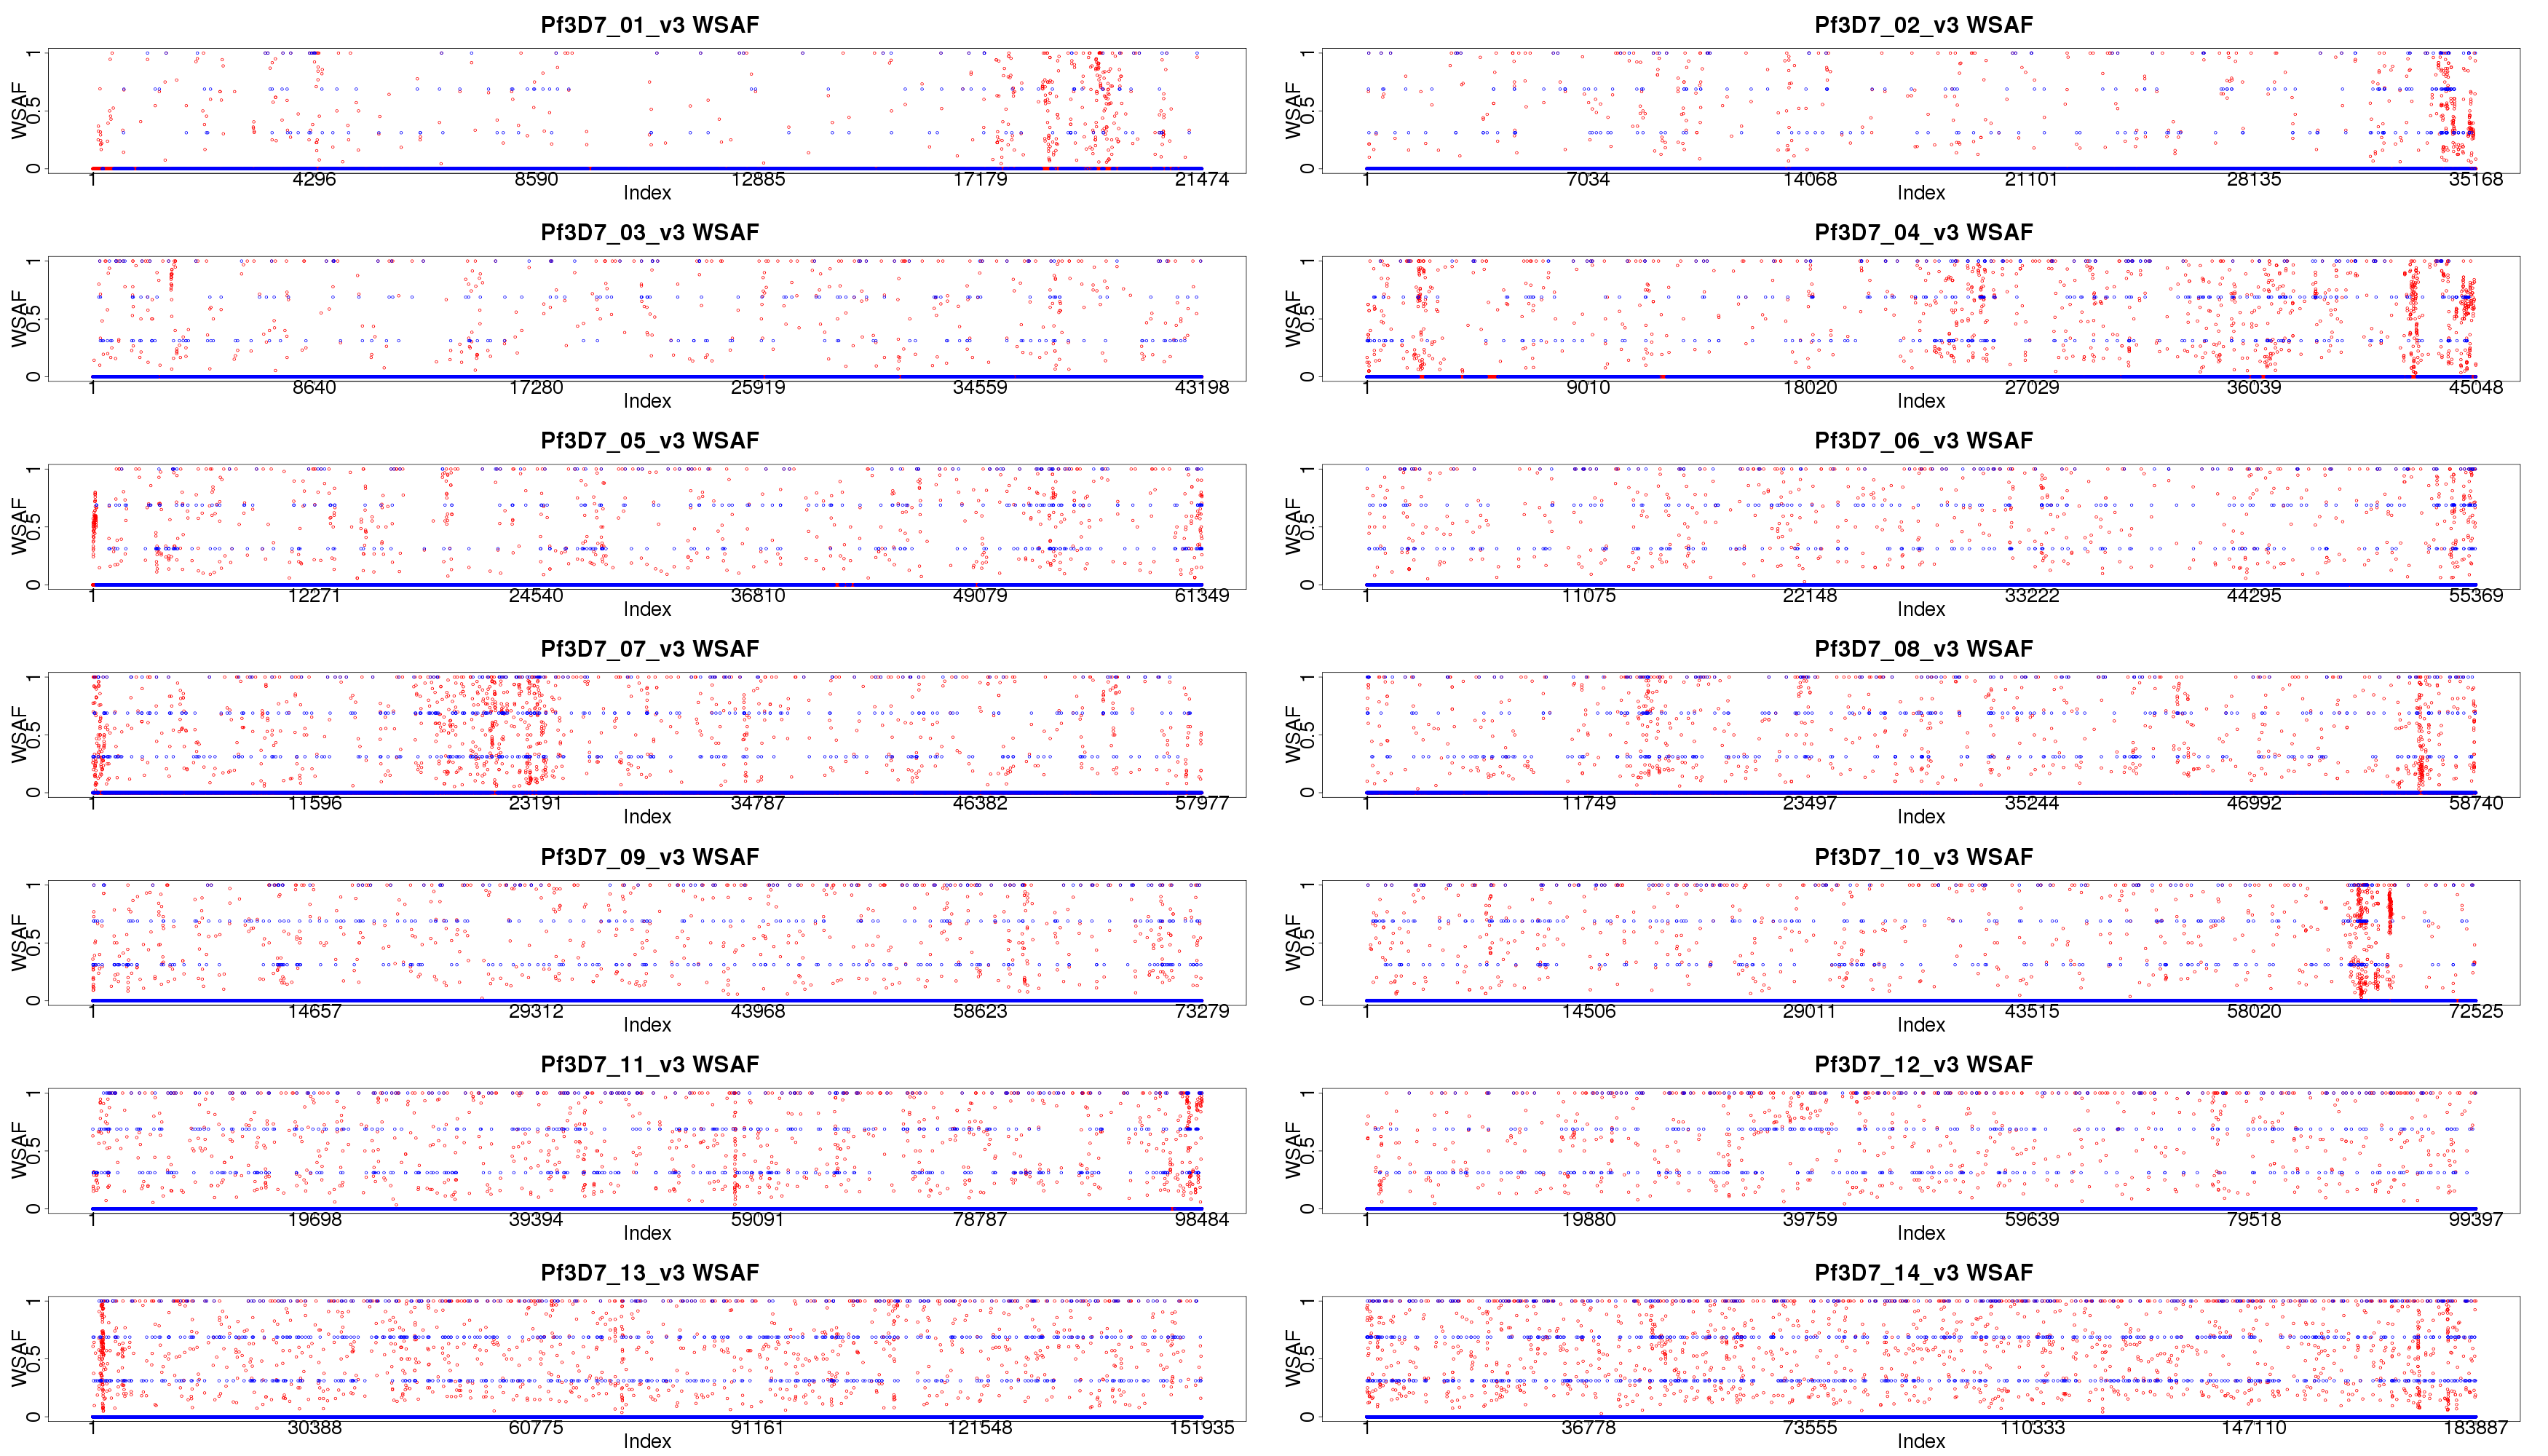 Pf3D7_01_v3 WSAF
WSAF
0 0.5 1
1 4296 8590 12885 17179 21474
Index
Pf3D7_02_v3 WSAF
WSAF
0 0.5 1
1 7034 14068 21101 28135 35168
Index
Pf3D7_03_v3 WSAF
WSAF
0 0.5 1
1 8640 17280 25919 34559 43198
Index
Pf3D7_04_v3 WSAF
WSAF
0 0.5 1
1 9010 18020 27029 36039 45048
Index
Pf3D7_05_v3 WSAF
WSAF
0 0.5 1
1 12271 24540 36810 49079 61349
Index
Pf3D7_06_v3 WSAF
WSAF
0 0.5 1
1 11075 22148 33222 44295 55369
Index
Pf3D7_07_v3 WSAF
WSAF
0 0.5 1
1 11596 23191 34787 46382 57977
Index
Pf3D7_08_v3 WSAF
WSAF
0 0.5 1
1 11749 23497 35244 46992 58740
Index
Pf3D7_09_v3 WSAF
WSAF
0 0.5 1
1 14657 29312 43968 58623 73279
Index
Pf3D7_10_v3 WSAF
WSAF
0 0.5 1
1 14506 29011 43515 58020 72525
Index
Pf3D7_11_v3 WSAF
WSAF
0 0.5 1
1 19698 39394 59091 78787 98484
Index
Pf3D7_12_v3 WSAF
WSAF
0 0.5 1
1 19880 39759 59639 79518 99397
Index
Pf3D7_13_v3 WSAF
WSAF
0 0.5 1
1 30388 60775 91161 121548 151935
Index
Pf3D7_14_v3 WSAF
WSAF
0 0.5 1
1 36778 73555 110333 147110 183887
Index